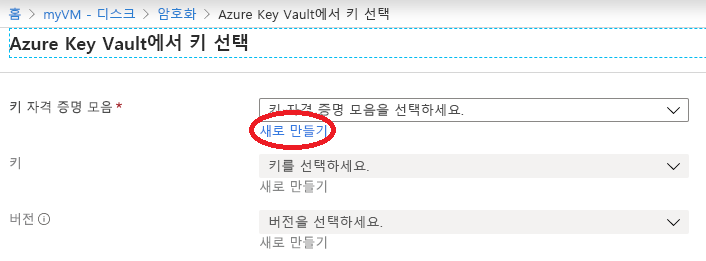 홈 > myVM - 디스크 > 암호화 > Azure Key Vault에서 키 선택
Azure Key Vault에서 키 선택
키 자격 증명 모음 * 키 자격 증명 모음을 선택하세요.
새로 만들기
키 키를 선택하세요.
새로 만들기
버전 버전을 선택하세요.
새로 만들기